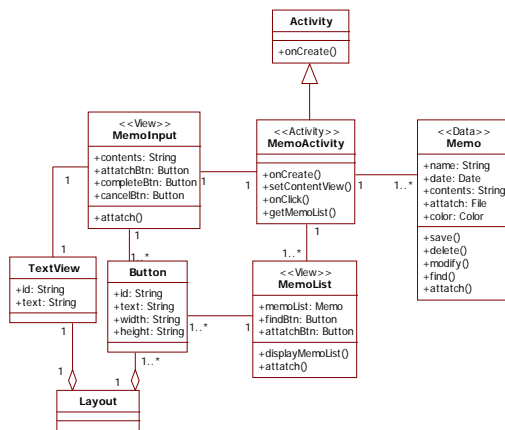 Activity
+onCreate()
<<View>>
MemoInput
+contents: String
+attatchBtn: Button
+completeBtn: Button
+cancelBtn: Button
+attatch()
<<Activity>>
MemoActivity
+onCreate()
+setContentView()
+onClick()
+getMemoList()
<<Data>>
Memo
+name: String
+date: Date
+contents: String
+attatch: File
+color: Color
+save()
+delete()
+modify()
+find()
+attatch()
1
1
1
1
1..*
1
1
1
1..*
1..*
TextView
+id: String
+text: String
Button
+id: String
+text: String
+width: String
+height: String
<<View>>
MemoList
+memoList: Memo
+findBtn: Button
+attatchBtn: Button
+displayMemoList()
+attatch()
1..*
1
1
1..*
1
1
Layout